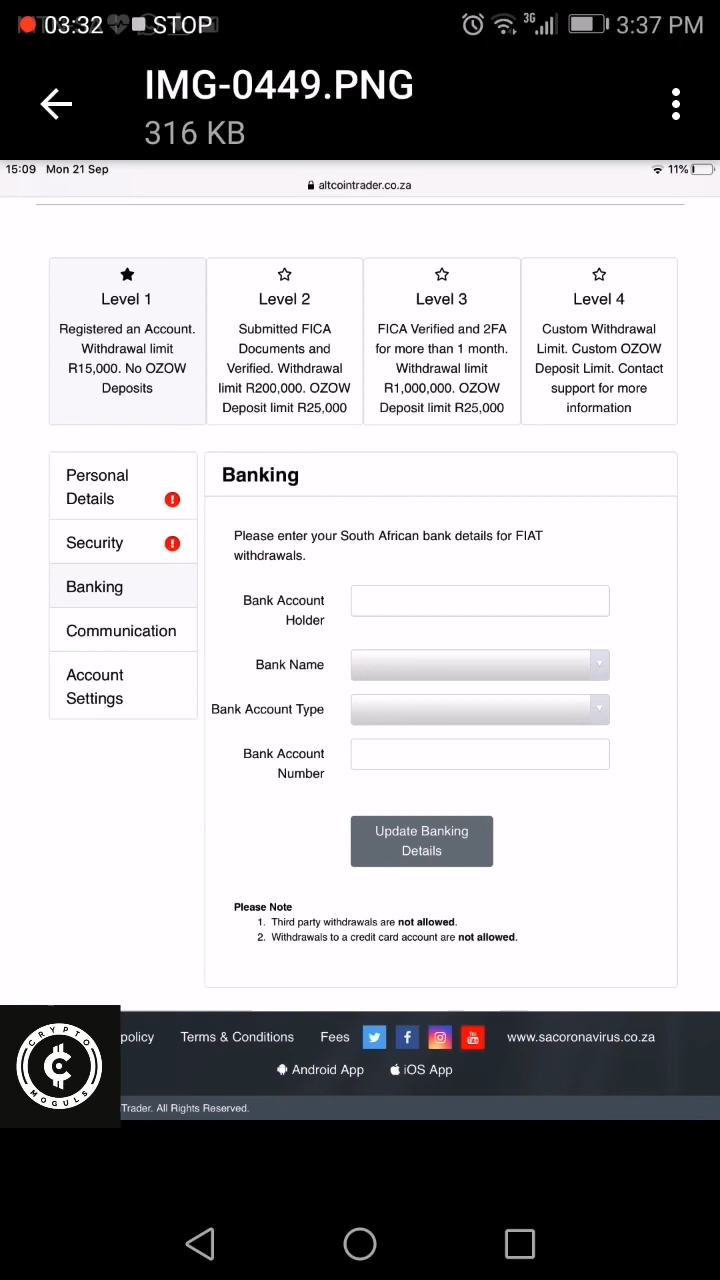 03:32 STOP 3G 3:37 PM
IMG-0449.PNG
316 KB
15:09 Mon 21 Sep 11%
altcointrader.co.za
Level 1
Registered an Account.
Withdrawal limit
R15,000. No OZOW
Deposits
Level 2
Submitted FICA
Documents and
Verified. Withdrawal
limit R200,000. OZOW
Deposit limit R25,000
Level 3
FICA Verified and 2FA
for more than 1 month.
Withdrawal limit
R1,000,000. OZOW
Deposit limit R25,000
Level 4
Custom Withdrawal
Limit. Custom OZOW
Deposit Limit. Contact
support for more
information
Personal
Details
Security
Banking
Communication
Account
Settings
Banking
Please enter your South African bank details for FIAT
withdrawals.
Bank Account
Holder
Bank Name
Bank Account Type
Bank Account
Number
Update Banking
Details
Please Note
1. Third party withdrawals are not allowed.
2. Withdrawals to a credit card account are not allowed.
CRYPTO
MOGULS
policy Terms & Conditions Fees You Tube www.sacoronavirus.co.za
Android App iOS App
Trader. All Rights Reserved.